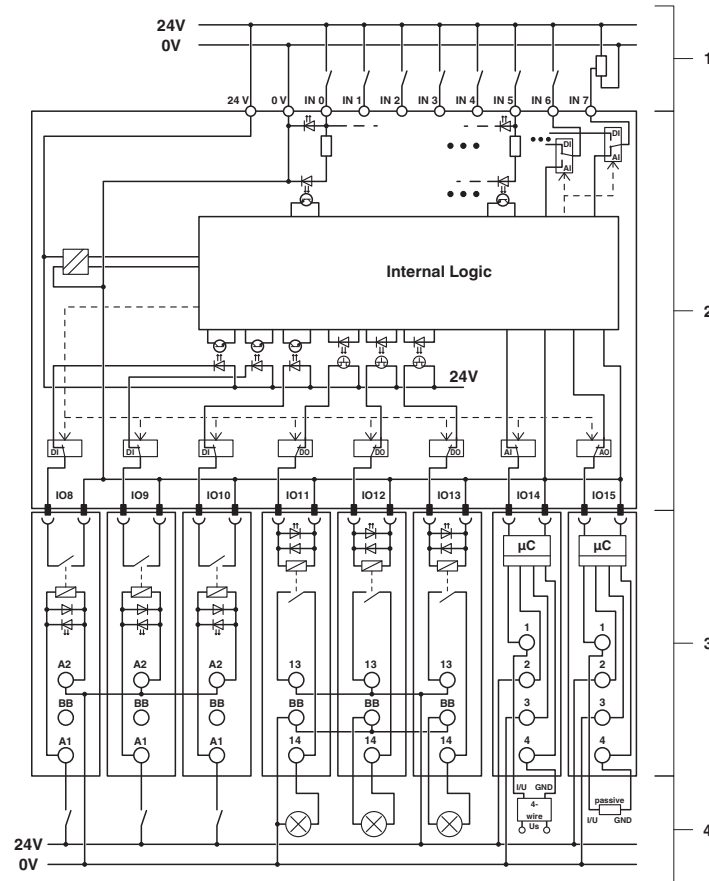 24V
0V
1
24 V 0 V IN 0 IN 1 IN 2 IN 3 IN 4 IN 5 IN 6 IN 7
DI
DI
AI
AI
Internal Logic
2
24V
DI DI DI DO DO DO AI AO
IO8 IO9 IO10 IO11 IO12 IO13 IO14 IO15
µC µC
1 1
3
A2 A2 A2 13 13 13 2 2
BB BB BB BB BB BB 3 3
A1 A1 A1 14 14 14 4 4
I/U GND
4-
wire
Us
passive
I/U GND
4
24V
0V